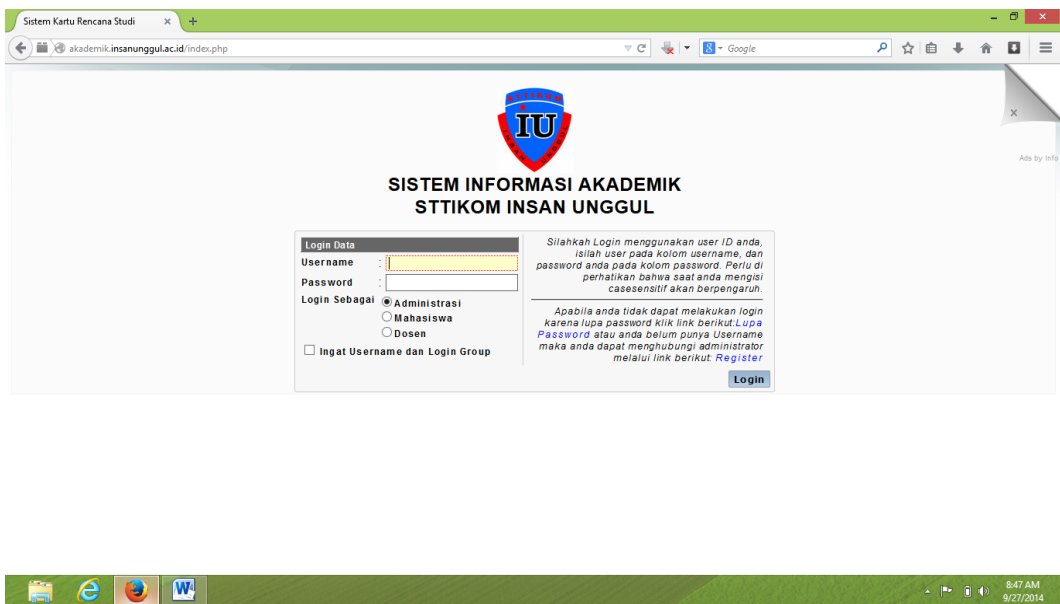 Sistem Kartu Rencana Studi
akademik.insanunggul.ac.id/index.php
Google
Ads by Info
STTIKOM
IU
INSAN UNGGUL
SISTEM INFORMASI AKADEMIK
STTIKOM INSAN UNGGUL
Login Data
Username :
Password :
Login Sebagai
Administrasi
Mahasiswa
Dosen
Ingat Username dan Login Group
Silahkah Login menggunakan user ID anda,
isilah user pada kolom username, dan
password anda pada kolom password. Perlu di
perhatikan bahwa saat anda mengisi
casesensitif akan berpengaruh.
Apabila anda tidak dapat melakukan login
karena lupa password klik link berikut:Lupa
Password atau anda belum punya Username
maka anda dapat menghubungi administrator
melalui link berikut: Register
Login
8:47 AM
9/27/2014